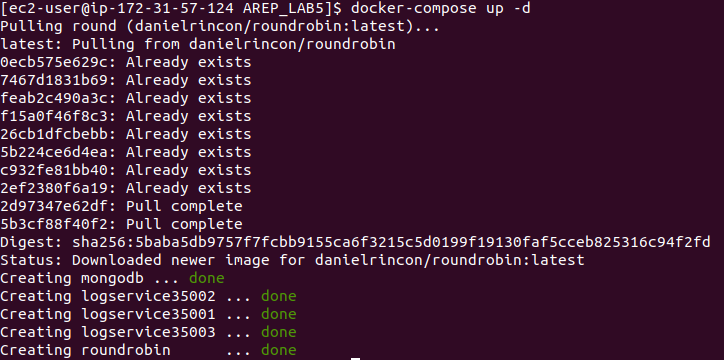 [ec2-user@ip-172-31-57-124 AREP_LAB5]$ docker-compose up -d
Pulling round (danielrincon/roundrobin:latest)...
latest: Pulling from danielrincon/roundrobin
0ecb575e629c: Already exists
7467d1831b69: Already exists
feab2c490a3c: Already exists
f15a0f46f8c3: Already exists
26cb1dfcbebb: Already exists
5b224ce6d4ea: Already exists
c932fe81bb40: Already exists
2ef2380f6a19: Already exists
2d97347e62df: Pull complete
5b3cf88f40f2: Pull complete
Digest: sha256:5baba5db9757f7fcbb9155ca6f3215c5d0199f19130faf5cceb825316c94f2fd
Status: Downloaded newer image for danielrincon/roundrobin:latest
Creating mongodb ... done
Creating logservice35002 ... done
Creating logservice35001 ... done
Creating logservice35003 ... done
Creating roundrobin      ... done